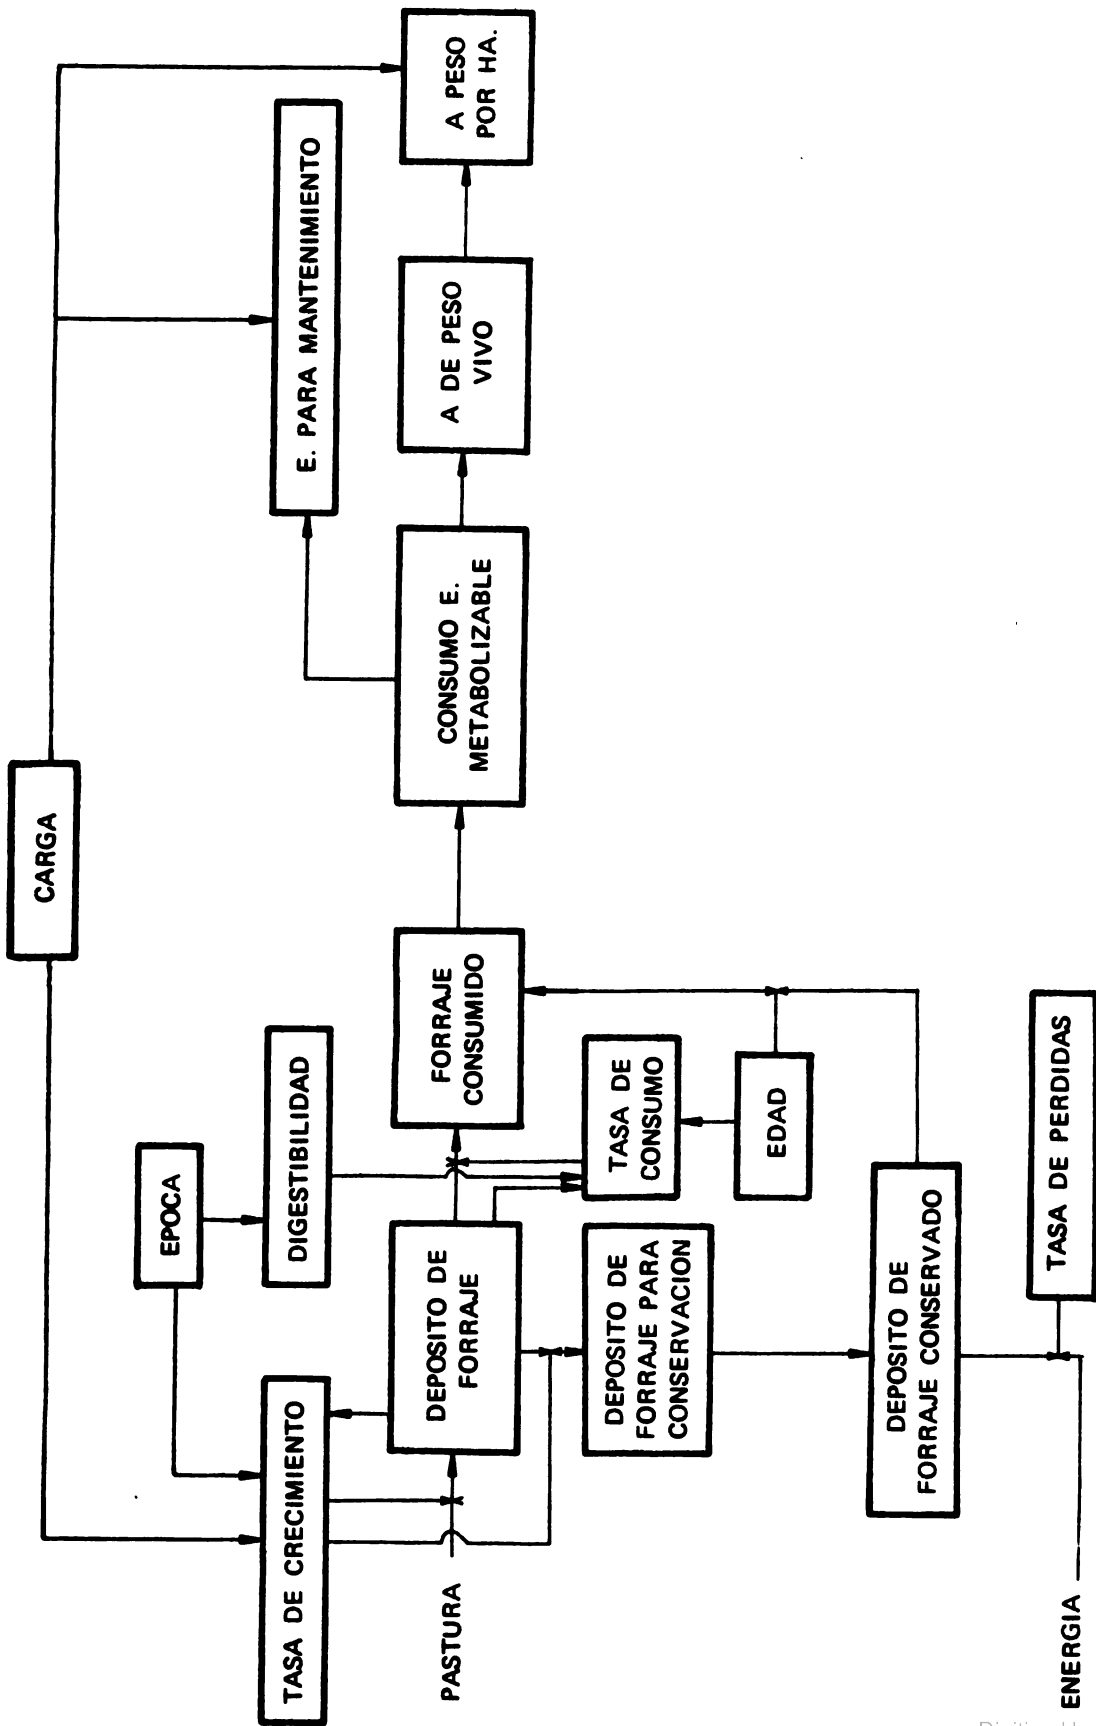 CARGA
EPOCA
TASA DE CRECIMIENTO
DIGESTIBILIDAD
E. PARA MANTENIMIENTO
PASTURA
DEPOSITO DE
FORRAJE
FORRAJE
CONSUMIDO
CONSUMO E.
METABOLIZABLE
A DE PESO
VIVO
A PESO
POR HA.
DEPOSITO DE
FORRAJE PARA
CONSERVACION
TASA DE
CONSUMO
EDAD
DEPOSITO DE
FORRAJE CONSERVADO
TASA DE PERDIDAS
ENERGIA